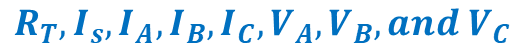 R_T, I_s, I_A, I_B, I_C, V_A, V_B, and V_C